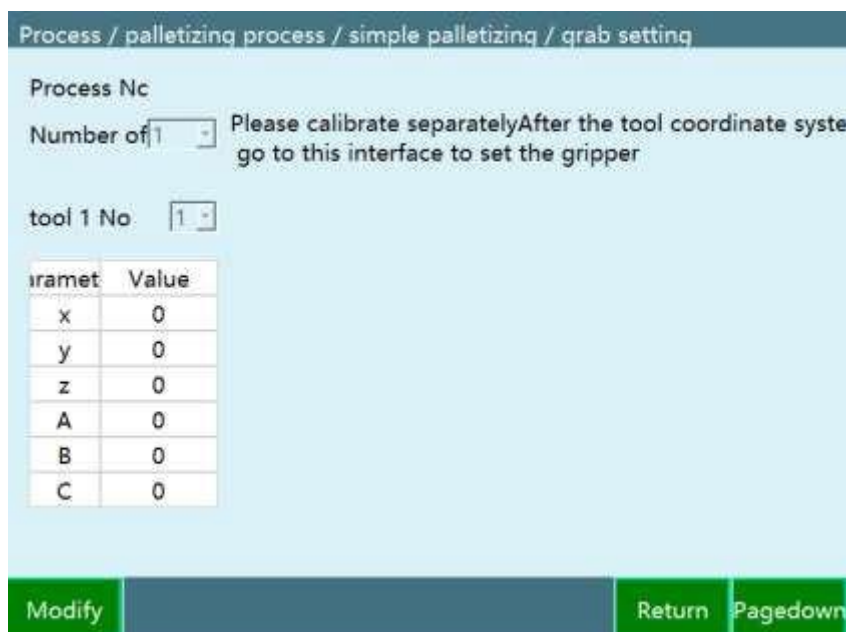 Process / palletizing process / simple palletizing / grab setting
Process Nc
Number of 1
Please calibrate separatelyAfter the tool coordinate syste
go to this interface to set the gripper
tool 1 No 1
aramet Value
x 0
y 0
z 0
A 0
B 0
C 0
Modify Return Pagedown